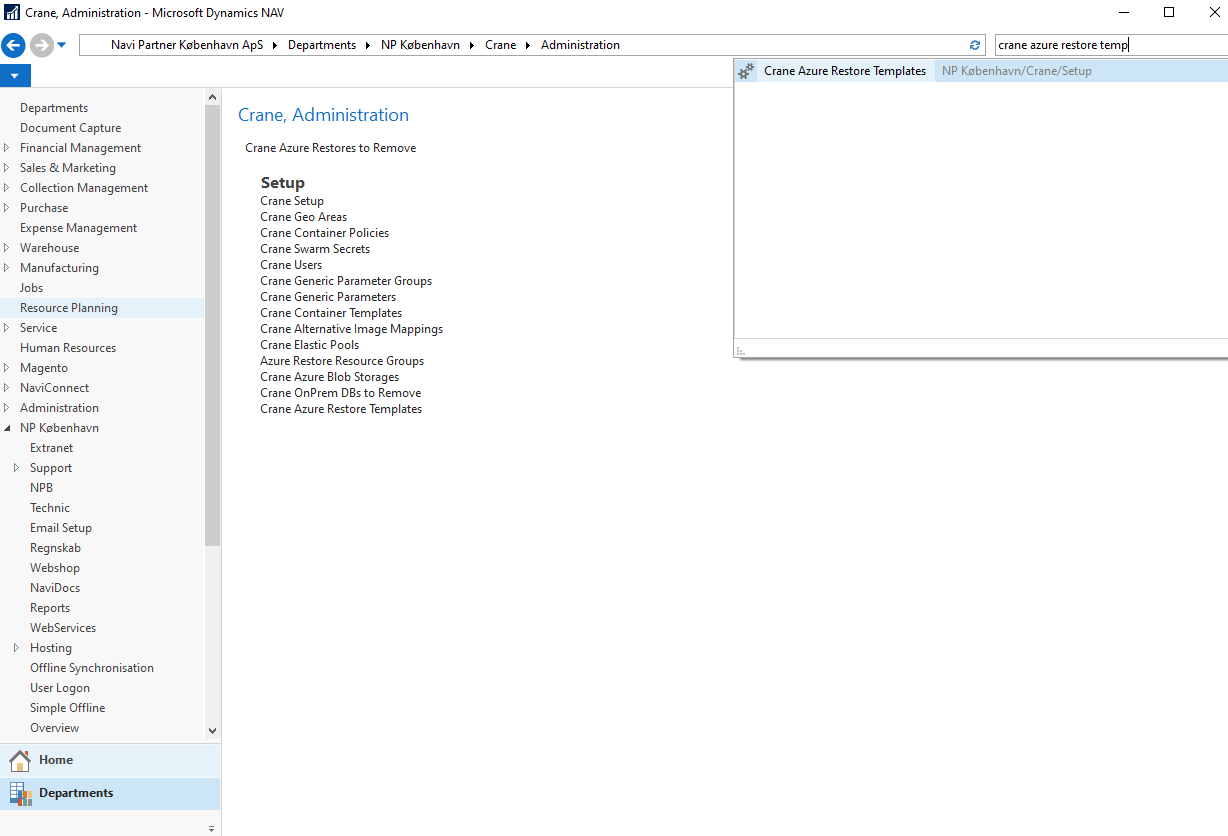 Crane, Administration - Microsoft Dynamics NAV
Navi Partner København ApS Departments NP København Crane Administration
crane azure restore temp
Crane Azure Restore Templates NP København/Crane/Setup
Departments
Document Capture
Financial Management
Sales & Marketing
Collection Management
Purchase
Expense Management
Warehouse
Manufacturing
Jobs
Resource Planning
Service
Human Resources
Magento
NaviConnect
Administration
NP København
Extranet
Support
NPB
Technic
Email Setup
Regnskab
Webshop
NaviDocs
Reports
WebServices
Hosting
Offline Synchronisation
User Logon
Simple Offline
Overview
Home
Departments
Crane, Administration
Crane Azure Restores to Remove
Setup
Crane Setup
Crane Geo Areas
Crane Container Policies
Crane Swarm Secrets
Crane Users
Crane Generic Parameter Groups
Crane Generic Parameters
Crane Container Templates
Crane Alternative Image Mappings
Crane Elastic Pools
Azure Restore Resource Groups
Crane Azure Blob Storages
Crane OnPrem DBs to Remove
Crane Azure Restore Templates